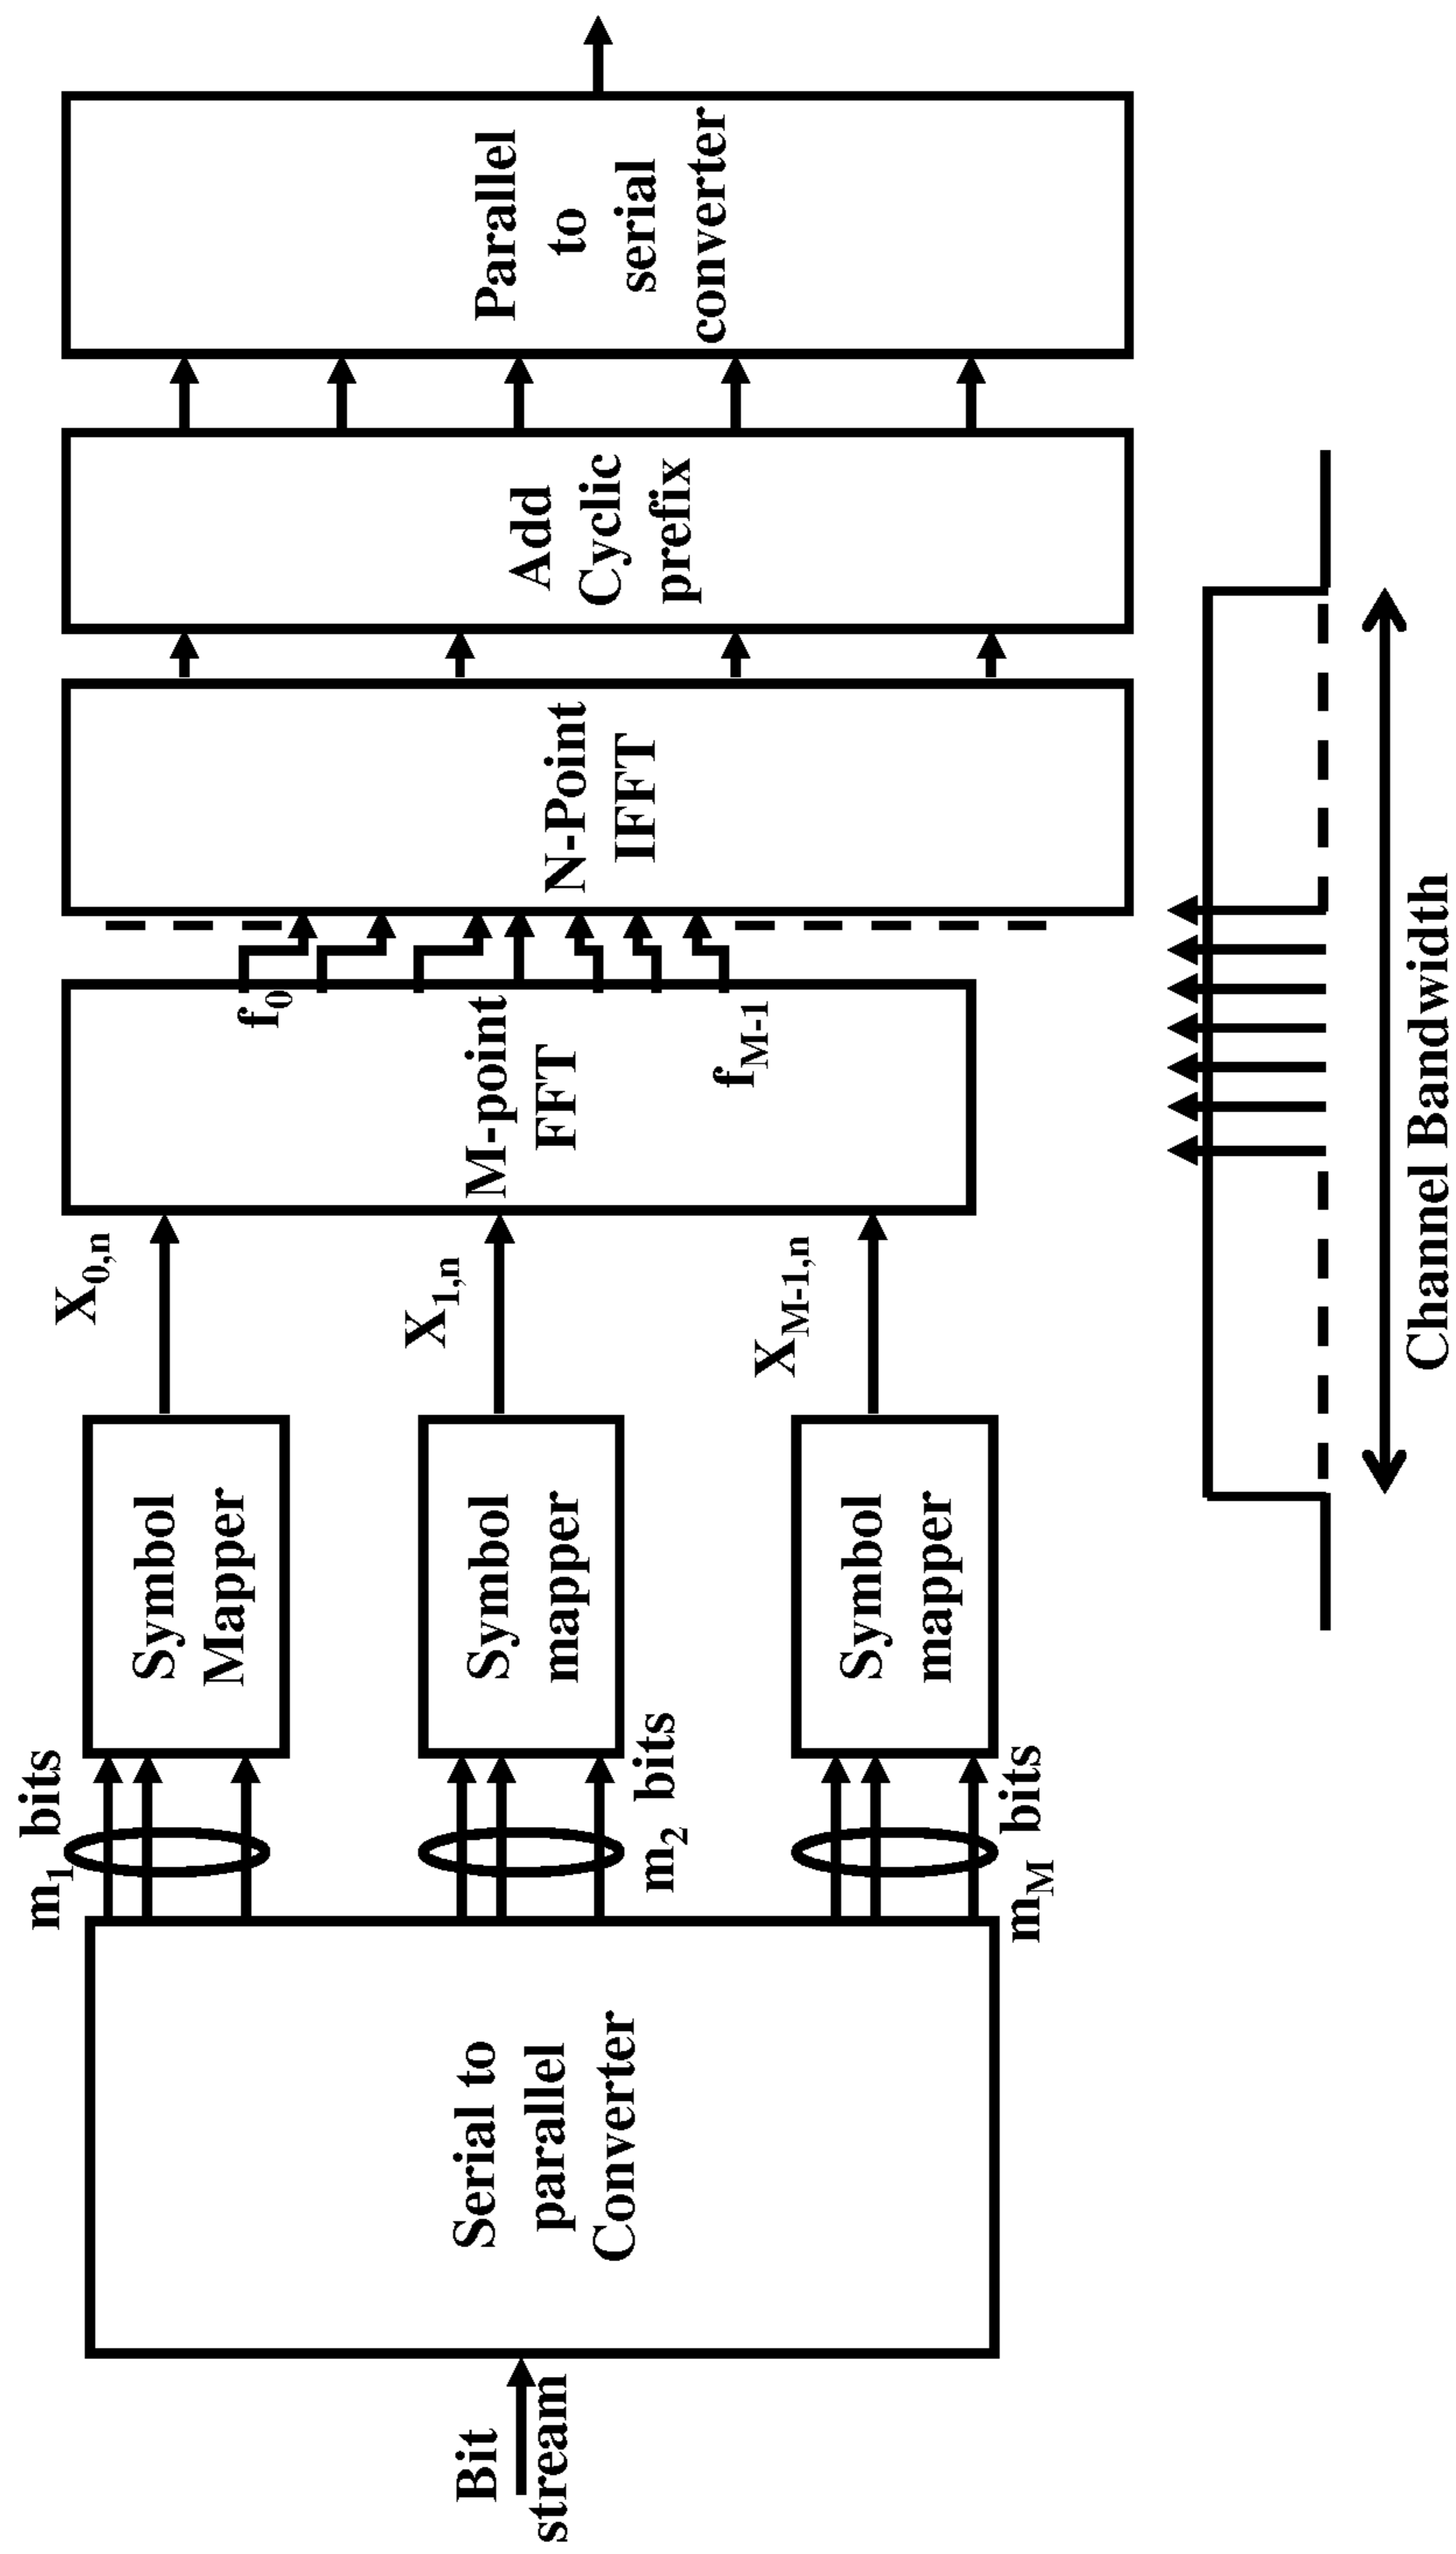 Bit
stream
Serial to
parallel
Converter
m1 bits
m2 bits
mM bits
Symbol
Mapper
Symbol
mapper
Symbol
mapper
X0,n
X1,n
XM-1,n
M-point
FFT
f0
fM-1
N-Point
IFFT
Add
Cyclic
prefix
Parallel
to
serial
converter
Channel Bandwidth